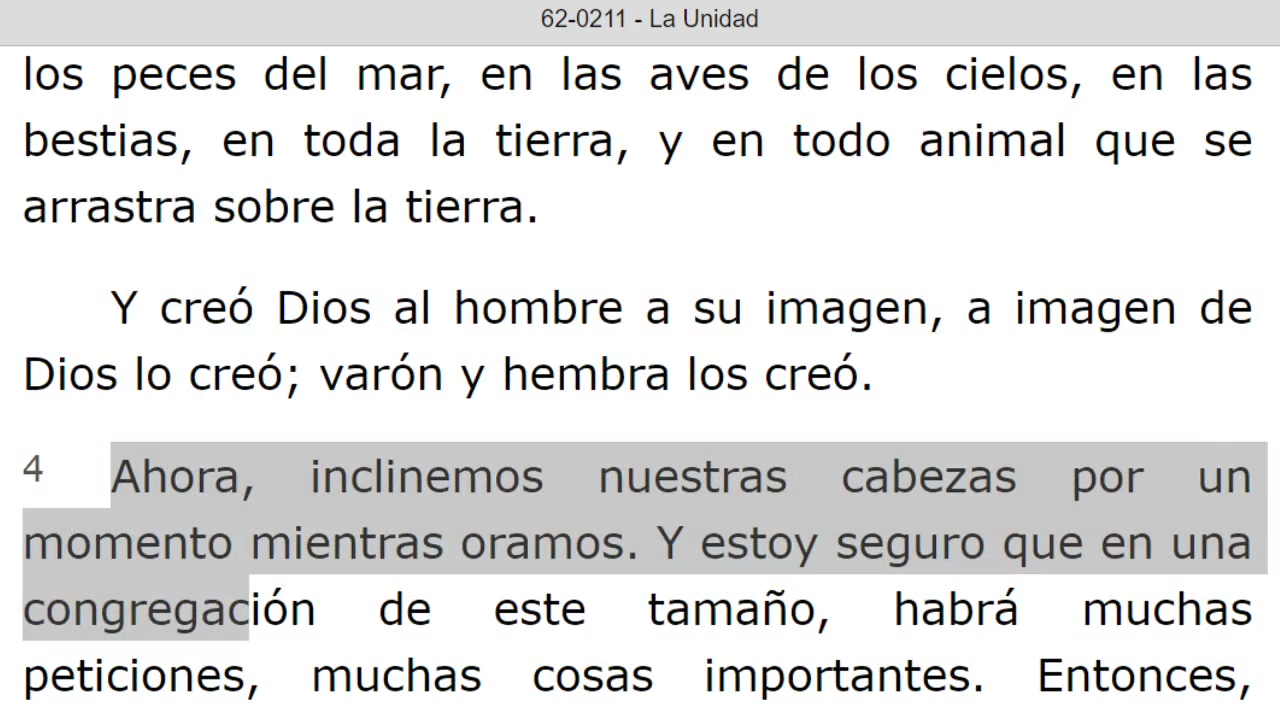 62-0211 - La Unidad
los peces del mar, en las aves de los cielos, en las
bestias, en toda la tierra, y en todo animal que se
arrastra sobre la tierra.
Y creó Dios al hombre a su imagen, a imagen de
Dios lo creó; varón y hembra los creó.
4 Ahora, inclinemos nuestras cabezas por un
momento mientras oramos. Y estoy seguro que en una
congregación de este tamaño, habrá muchas
peticiones, muchas cosas importantes. Entonces,